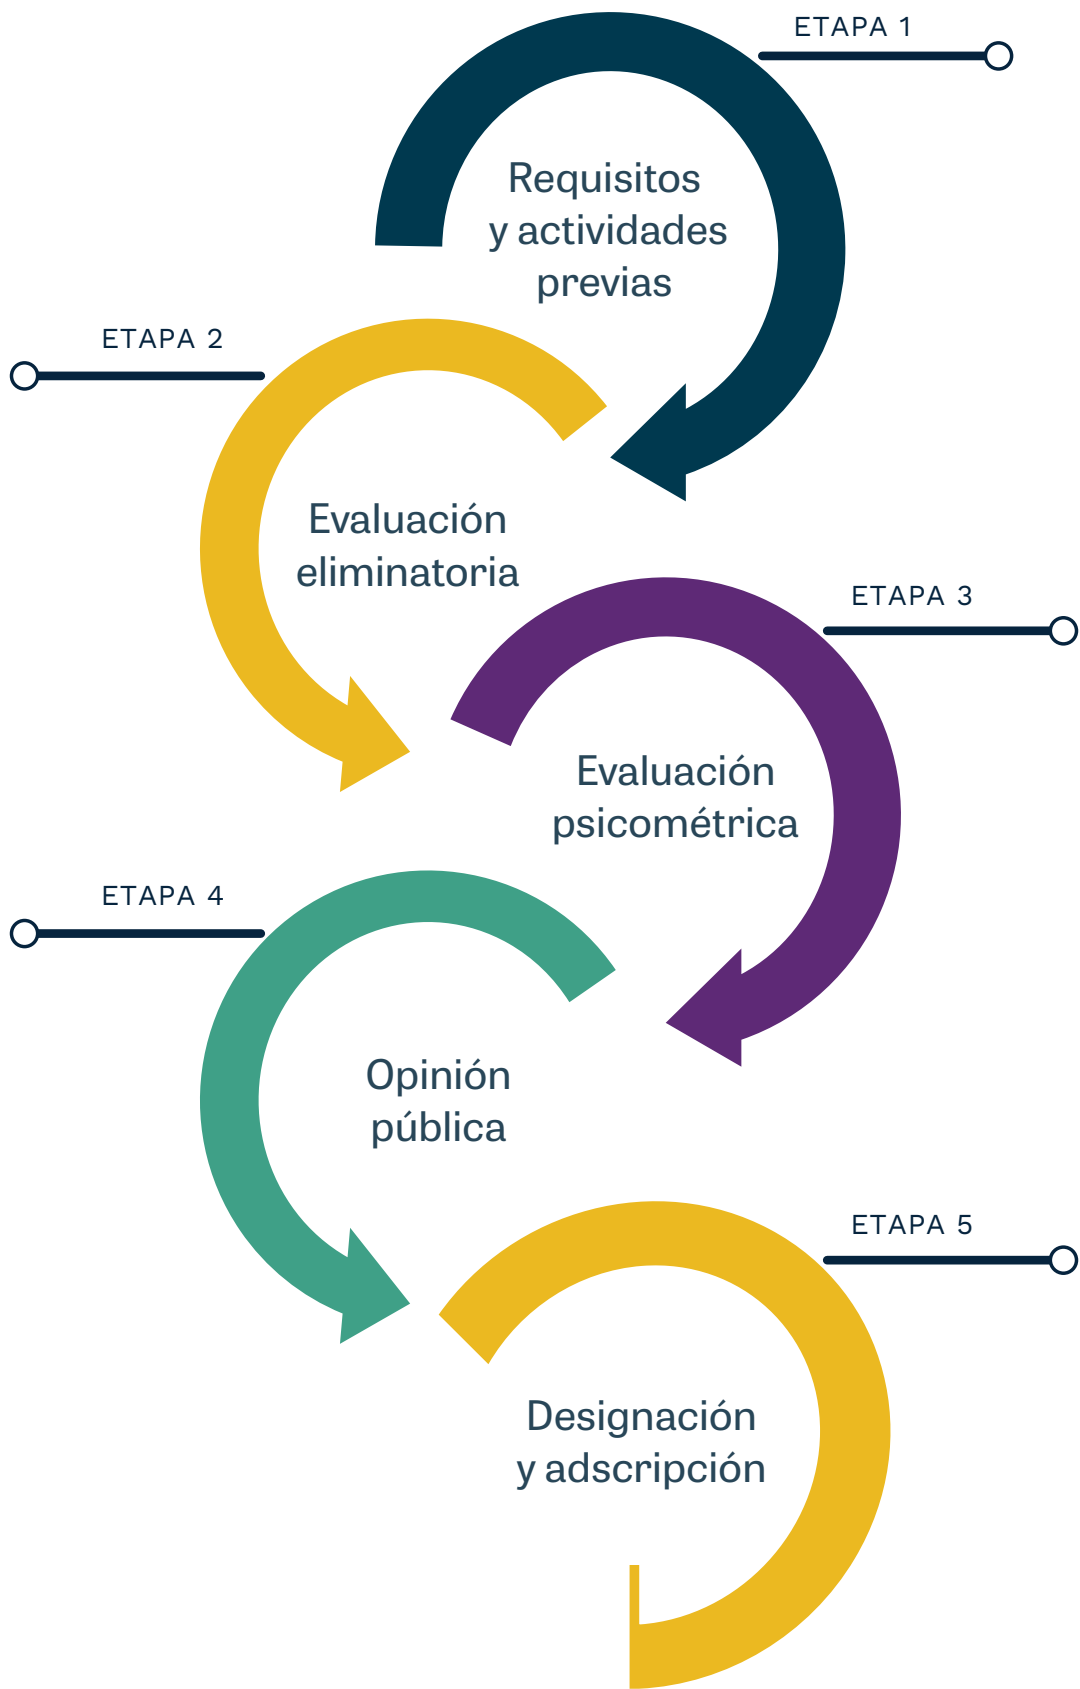 ETAPA 1
Requisitos
y actividades
previas
ETAPA 2
Evaluación
eliminatoria
ETAPA 3
Evaluación
psicométrica
ETAPA 4
Opinión
pública
ETAPA 5
Designación
y adscripción